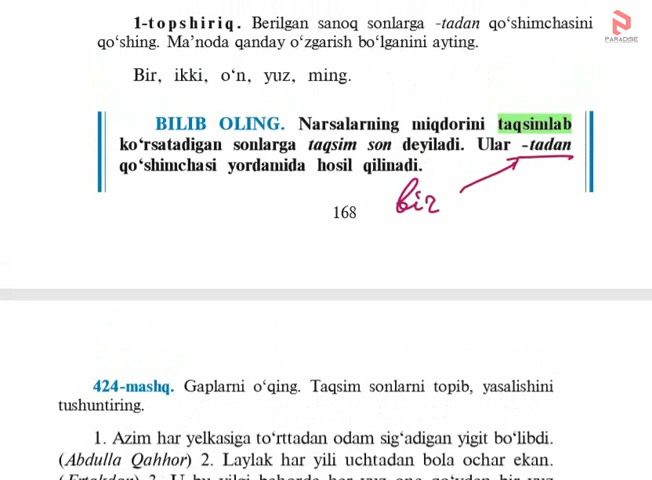 1-topshiriq. Berilgan sanoq sonlarga -tadan qo‘shimchasini
qo‘shing. Ma’noda qanday o‘zgarish bo‘lganini ayting.
PARADISE
Bir, ikki, o‘n, yuz, ming.
BILIB OLING. Narsalarning miqdorini taqsimlab
ko‘rsatadigan sonlarga taqsim son deyiladi. Ular -tadan
qo‘shimchasi yordamida hosil qilinadi.
bir
168
424-mashq. Gaplarni o‘qing. Taqsim sonlarni topib, yasalishini
tushuntiring.
1. Azim har yelkasiga to‘rttadan odam sig‘adigan yigit bo‘libdi.
(Abdulla Qahhor) 2. Laylak har yili uchtadan bola ochar ekan.